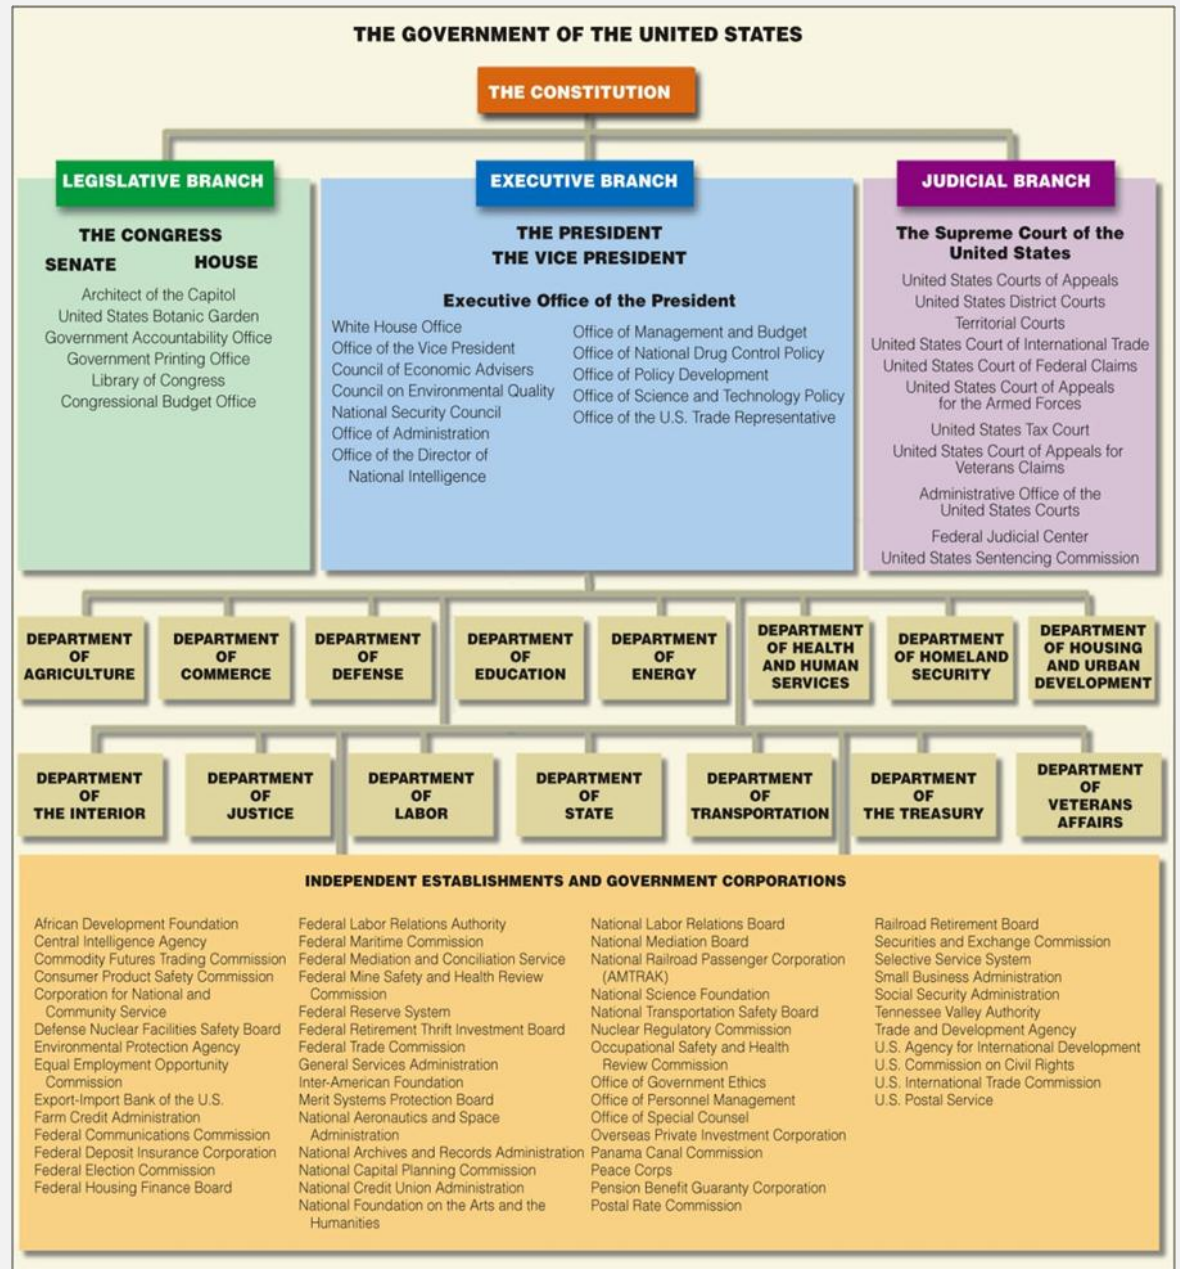 THE GOVERNMENT OF THE UNITED STATES
THE CONSTITUTION
LEGISLATIVE BRANCH
THE CONGRESS
SENATE HOUSE
Architect of the Capitol
United States Botanic Garden
Government Accountability Office
Government Printing Office
Library of Congress
Congressional Budget Office
EXECUTIVE BRANCH
THE PRESIDENT
THE VICE PRESIDENT
Executive Office of the President
White House Office
Office of the Vice President
Council of Economic Advisers
Council on Environmental Quality
National Security Council
Office of Administration
Office of the Director of
National Intelligence
Office of Management and Budget
Office of National Drug Control Policy
Office of Policy Development
Office of Science and Technology Policy
Office of the U.S. Trade Representative
JUDICIAL BRANCH
The Supreme Court of the
United States
United States Courts of Appeals
United States District Courts
Territorial Courts
United States Court of International Trade
United States Court of Federal Claims
United States Court of Appeals
for the Armed Forces
United States Tax Court
United States Court of Appeals for
Veterans Claims
Administrative Office of the
United States Courts
Federal Judicial Center
United States Sentencing Commission
DEPARTMENT
OF
AGRICULTURE
DEPARTMENT
OF
COMMERCE
DEPARTMENT
OF
DEFENSE
DEPARTMENT
OF
EDUCATION
DEPARTMENT
OF
ENERGY
DEPARTMENT
OF HEALTH
AND HUMAN
SERVICES
DEPARTMENT
OF HOMELAND
SECURITY
DEPARTMENT
OF HOUSING
AND URBAN
DEVELOPMENT
DEPARTMENT
OF
THE INTERIOR
DEPARTMENT
OF
JUSTICE
DEPARTMENT
OF
LABOR
DEPARTMENT
OF
STATE
DEPARTMENT
OF
TRANSPORTATION
DEPARTMENT
OF
THE TREASURY
DEPARTMENT
OF
VETERANS
AFFAIRS
INDEPENDENT ESTABLISHMENTS AND GOVERNMENT CORPORATIONS
African Development Foundation
Central Intelligence Agency
Commodity Futures Trading Commission
Consumer Product Safety Commission
Corporation for National and
Community Service
Defense Nuclear Facilities Safety Board
Environmental Protection Agency
Equal Employment Opportunity
Commission
Export-Import Bank of the U.S.
Farm Credit Administration
Federal Communications Commission
Federal Deposit Insurance Corporation
Federal Election Commission
Federal Housing Finance Board
Federal Labor Relations Authority
Federal Maritime Commission
Federal Mediation and Conciliation Service
Federal Mine Safety and Health Review
Commission
Federal Reserve System
Federal Retirement Thrift Investment Board
Federal Trade Commission
General Services Administration
Inter-American Foundation
Merit Systems Protection Board
National Aeronautics and Space
Administration
National Archives and Records Administration
National Capital Planning Commission
National Credit Union Administration
National Foundation on the Arts and the
Humanities
National Labor Relations Board
National Mediation Board
National Railroad Passenger Corporation
(AMTRAK)
National Science Foundation
National Transportation Safety Board
Nuclear Regulatory Commission
Occupational Safety and Health
Review Commission
Office of Government Ethics
Office of Personnel Management
Office of Special Counsel
Overseas Private Investment Corporation
Panama Canal Commission
Peace Corps
Pension Benefit Guaranty Corporation
Postal Rate Commission
Railroad Retirement Board
Securities and Exchange Commission
Selective Service System
Small Business Administration
Social Security Administration
Tennessee Valley Authority
Trade and Development Agency
U.S. Agency for International Development
U.S. Commission on Civil Rights
U.S. International Trade Commission
U.S. Postal Service